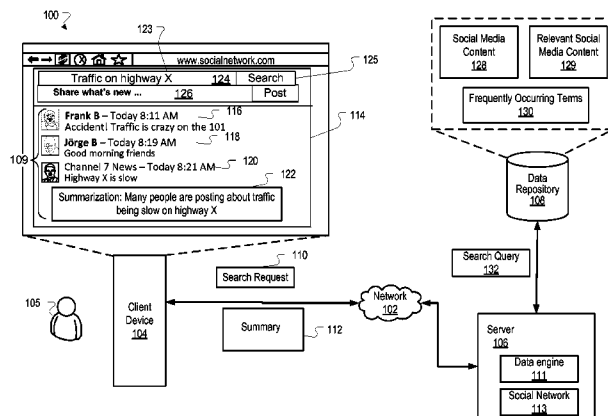 100
123
www.socialnetwork.com
Traffic on highway X 124 Search
125
Share what's new ... 126 Post
Frank B – Today 8:11 AM
116
Accident! Traffic is crazy on the 101
114
Jörge B – Today 8:19 AM
118
Good morning friends
109
Channel 7 News – Today 8:21 AM
120
Highway X is slow
122
Summarization: Many people are posting about traffic
being slow on highway X
Social Media
Content
128
Relevant Social
Media Content
129
Frequently Occurring Terms
130
Data
Repository
108
110
Search Request
Search Query
132
105
Client
Device
104
Network
102
Summary
112
Server
106
Data engine
111
Social Network
113